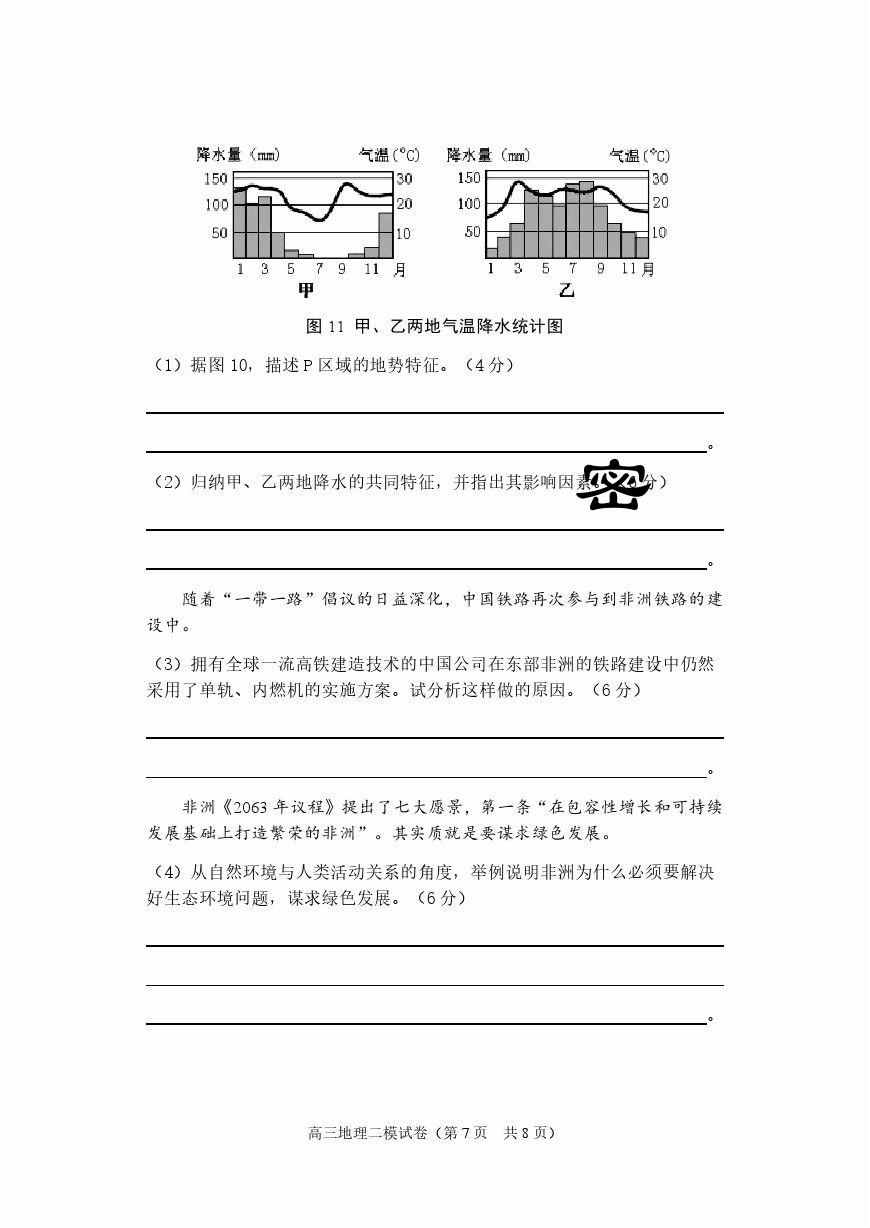 降水量（mm） 气温（℃） 降水量（mm） 气温（℃）
150 30 150 30
100 20 100 20
50 10 50 10
1 3 5 7 9 11 月 1 3 5 7 9 11 月
甲 乙
图 11 甲、乙两地气温降水统计图
（1）据图 10，描述 P 区域的地势特征。（4 分）
。
（2）归纳甲、乙两地降水的共同特征，并指出其影响因素。 分）
密
。
随着“一带一路”倡议的日益深化，中国铁路再次参与到非洲铁路的建
设中。
（3）拥有全球一流高铁建造技术的中国公司在东部非洲的铁路建设中仍然
采用了单轨、内燃机的实施方案。试分析这样做的原因。（6 分）
。
非洲《2063 年议程》提出了七大愿景，第一条“在包容性增长和可持续
发展基础上打造繁荣的非洲”。其实质就是要谋求绿色发展。
（4）从自然环境与人类活动关系的角度，举例说明非洲为什么必须要解决
好生态环境问题，谋求绿色发展。（6 分）
。
高三地理二模试卷（第 7 页 共 8 页）